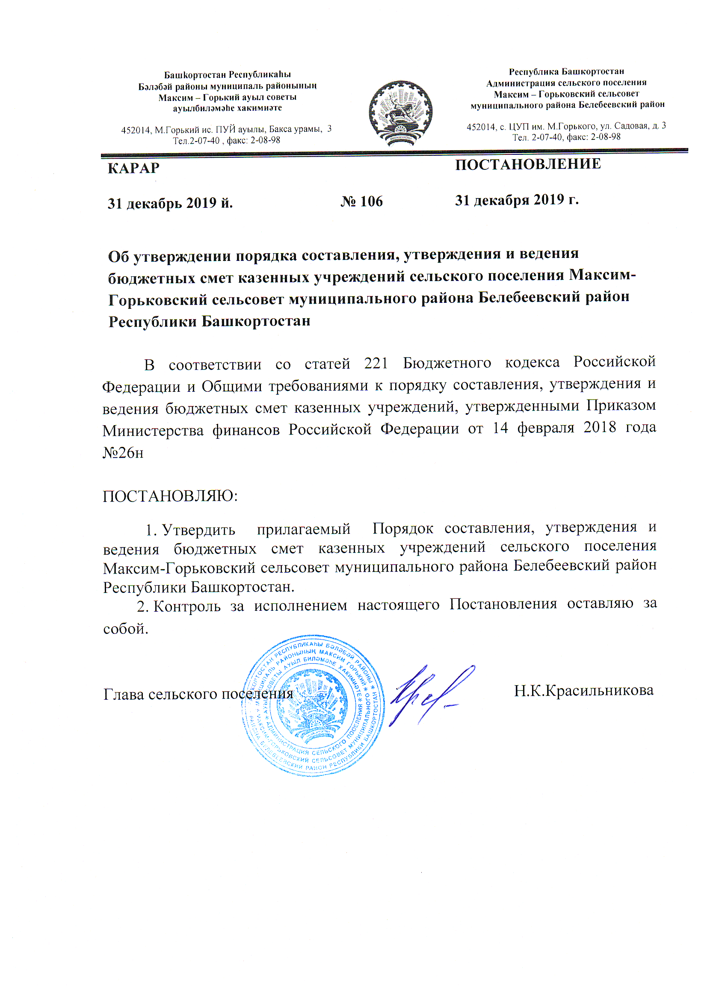 Башкортостан Республикаһы
Бәләбәй районы муниципаль районының
Максим – Горький ауыл советы
ауылбиләмәһе хакимиәте
452014, М.Горький ис. ПУЙ ауылы, Бакса урамы, 3
Тел.2-07-40 , факс: 2-08-98
Республика Башкортостан
Администрация сельского поселения
Максим – Горьковский сельсовет
муниципального района Белебеевский район
452014, с. ЦУП им. М.Горького, ул. Садовая, д. 3
Тел. 2-07-40, факс: 2-08-98
КАРАР ПОСТАНОВЛЕНИЕ
31 декабрь 2019 й. № 106 31 декабря 2019 г.
Об утверждении порядка составления, утверждения и ведения
бюджетных смет казенных учреждений сельского поселения Максим-
Горьковский сельсовет муниципального района Белебеевский район
Республики Башкортостан
В соответствии со статей 221 Бюджетного кодекса Российской
Федерации и Общими требованиями к порядку составления, утверждения и
ведения бюджетных смет казенных учреждений, утвержденными Приказом
Министерства финансов Российской Федерации от 14 февраля 2018 года
№26н
ПОСТАНОВЛЯЮ:
1. Утвердить прилагаемый Порядок составления, утверждения и
ведения бюджетных смет казенных учреждений сельского поселения
Максим-Горьковский сельсовет муниципального района Белебеевский район
Республики Башкортостан.
2. Контроль за исполнением настоящего Постановления оставляю за
собой.
Глава сельского поселения Н.К.Красильникова
РЕСПУБЛИКАҺЫ БӘЛӘБӘЙ РАЙОНЫ
МУНИЦИПАЛЬ РАЙОНЫНЫҢ МАКСИМ ГОРЬКИЙ
АУЫЛ СОВЕТЫ АУЫЛ БИЛӘМӘҺЕ ХАКИМИӘТЕ
АДМИНИСТРАЦИЯ СЕЛЬСКОГО ПОСЕЛЕНИЯ
МАКСИМ-ГОРЬКОВСКИЙ СЕЛЬСОВЕТ МУНИЦИПАЛЬНОГО
РАЙОНА БЕЛЕБЕЕВСКИЙ РАЙОН РЕСПУБЛИКИ БАШКОРТОСТАН